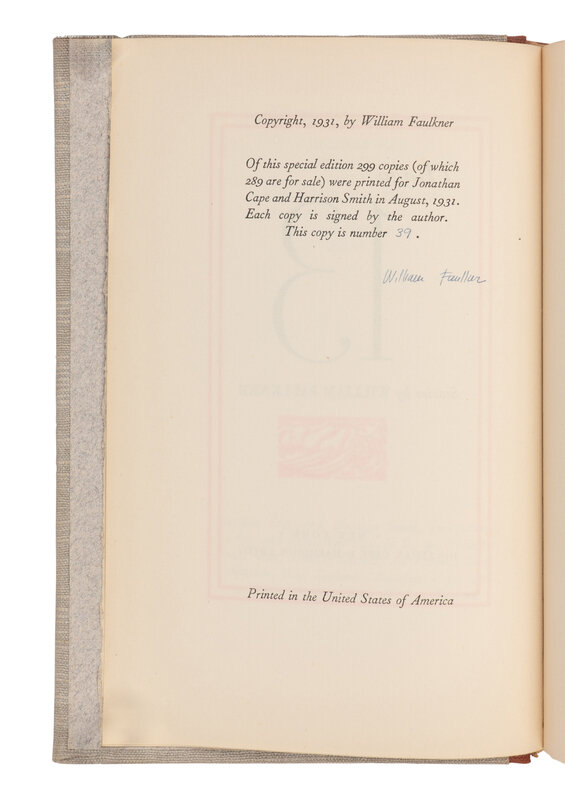 Copyright, 1931, by William Faulkner
Of this special edition 299 copies (of which
289 are for sale) were printed for Jonathan
Cape and Harrison Smith in August, 1931.
Each copy is signed by the author.
This copy is number 39.
William Faulkner
Printed in the United States of America